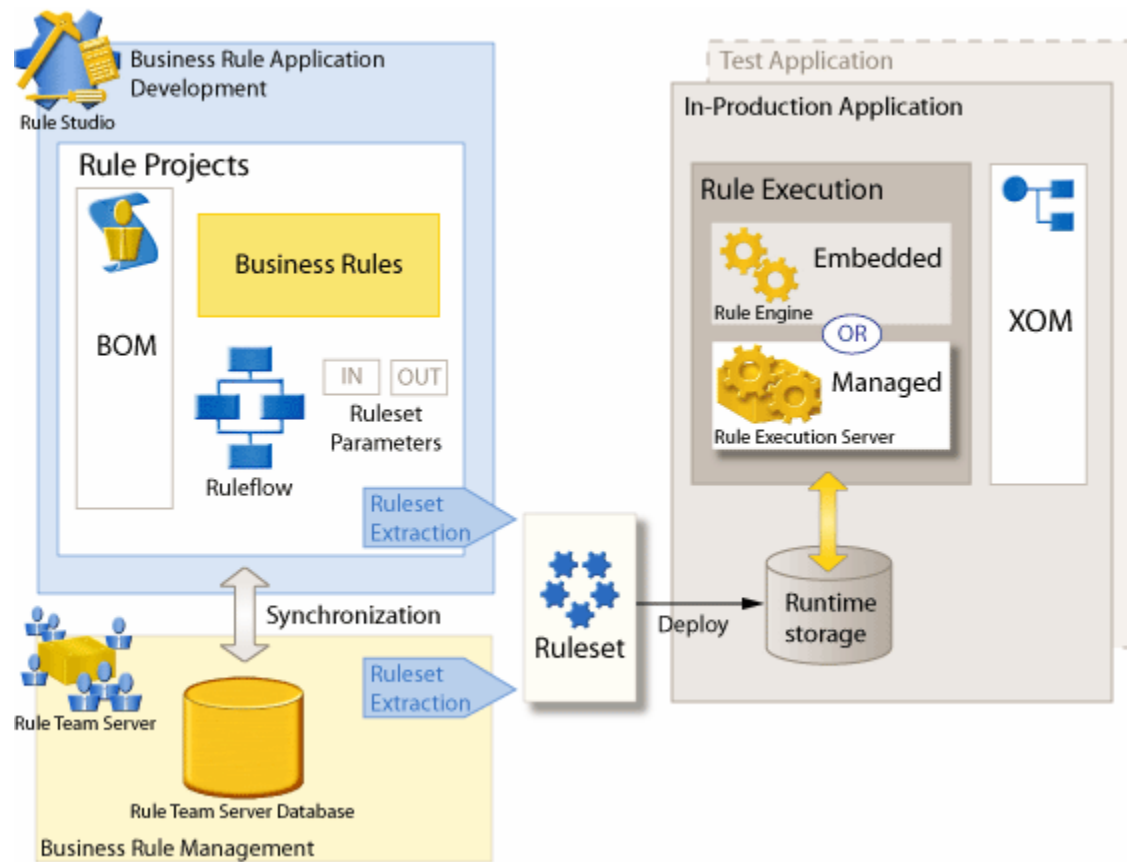 Business Rule Application
Development
Rule Studio
Rule Projects
BOM
Business Rules
IN
OUT
Ruleset
Parameters
Ruleflow
Ruleset
Extraction
Synchronization
Rule Team Server
Ruleset
Extraction
Rule Team Server Database
Business Rule Management
Ruleset
Deploy
Test Application
In-Production Application
Rule Execution
Embedded
Rule Engine
OR
Managed
Rule Execution Server
XOM
Runtime
storage